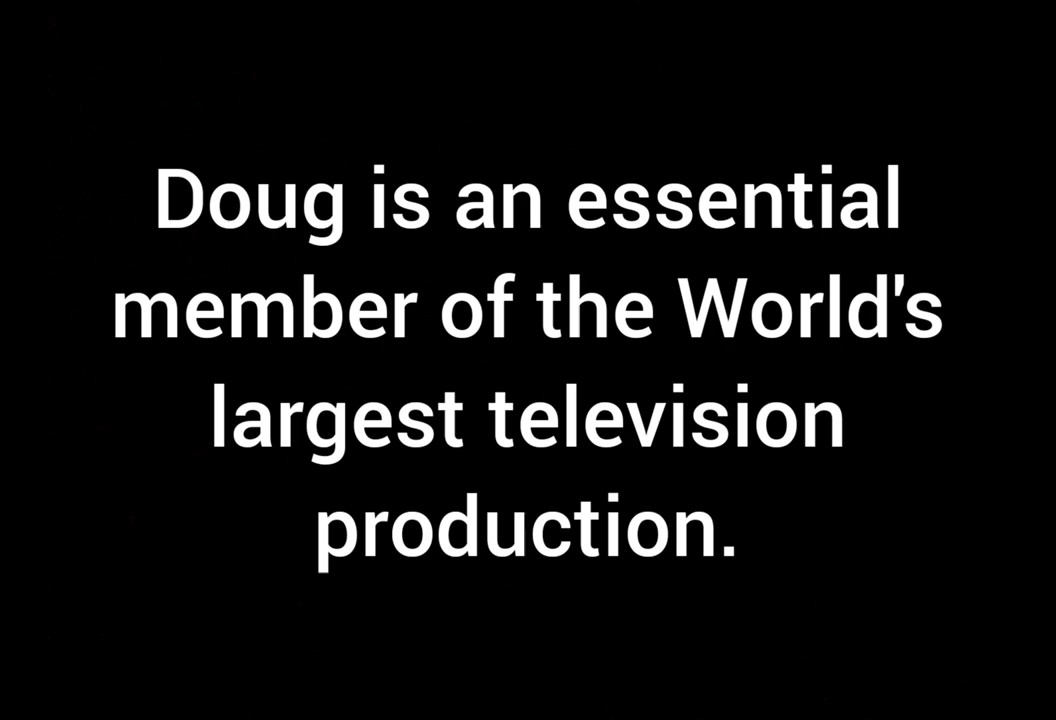 Doug is an essential
member of the World's
largest television
production.